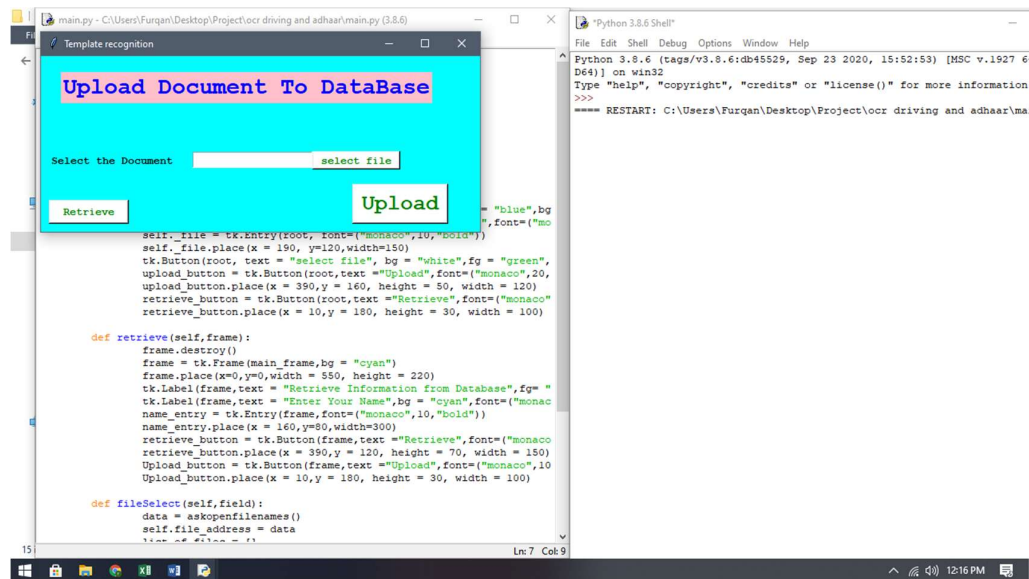 main.py - C:\Users\Furqan\Desktop\Project\ocr driving and adhaar\main.py (3.8.6)
Fi
Template recognition
Upload Document To DataBase
Select the Document
select file
Upload
Retrieve
= "blue",bg
",font=("mo
self._file = tk.Entry(root, font=("monaco",10,"bold"))
self._file.place(x = 190, y=120,width=150)
tk.Button(root, text = "select file", bg = "white",fg = "green",
upload_button = tk.Button(root,text ="Upload",font=("monaco",20,
upload_button.place(x = 390,y = 160, height = 50, width = 120)
retrieve_button = tk.Button(root,text ="Retrieve",font=("monaco"
retrieve_button.place(x = 10,y = 180, height = 30, width = 100)
def retrieve(self,frame):
frame.destroy()
frame = tk.Frame(main_frame,bg = "cyan")
frame.place(x=0,y=0,width = 550, height = 220)
tk.Label(frame,text = "Retrieve Information from Database",fg= "
tk.Label(frame,text = "Enter Your Name",bg = "cyan",font=("monac
name_entry = tk.Entry(frame,font=("monaco",10,"bold"))
name_entry.place(x = 160,y=80,width=300)
retrieve_button = tk.Button(frame,text ="Retrieve",font=("monaco
retrieve_button.place(x = 390,y = 120, height = 70, width = 150)
Upload_button = tk.Button(frame,text ="Upload",font=("monaco",10
Upload_button.place(x = 10,y = 180, height = 30, width = 100)
def fileSelect(self,field):
data = askopenfilenames()
self.file_address = data
list_of_files = []
15
Ln: 7 Col: 9
*Python 3.8.6 Shell*
File Edit Shell Debug Options Window Help
Python 3.8.6 (tags/v3.8.6:db45529, Sep 23 2020, 15:52:53) [MSC v.1927 6
D64)] on win32
Type "help", "copyright", "credits" or "license()" for more information
>>>
==== RESTART: C:\Users\Furqan\Desktop\Project\ocr driving and adhaar\ma
12:16 PM